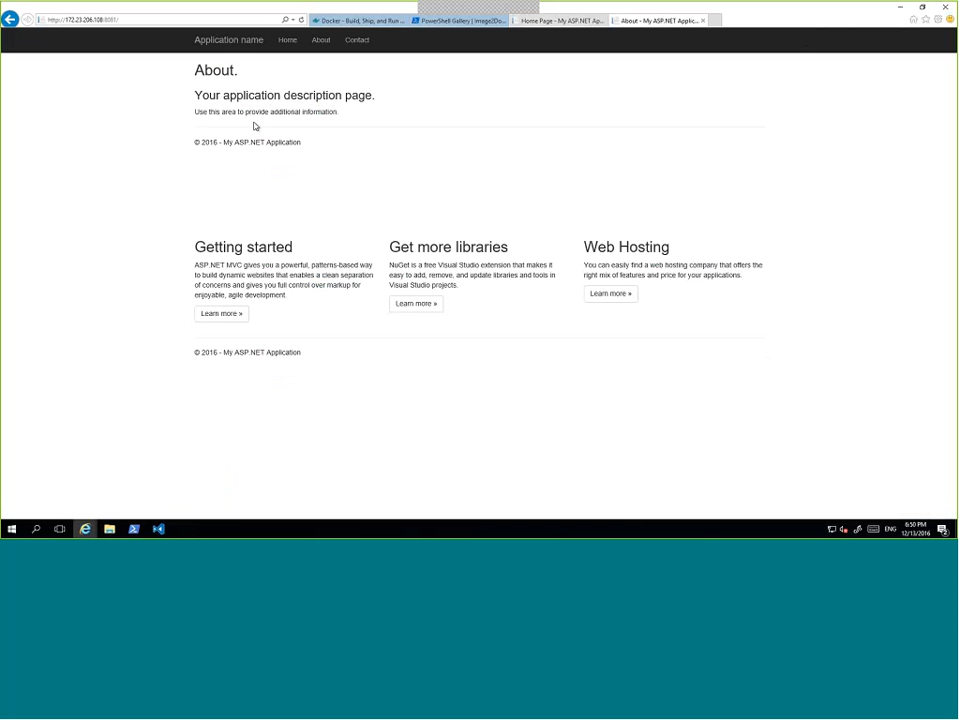 http://172.23.206.108:8081/
Docker - Build, Ship, and Run ...
PowerShell Gallery | Image2Do...
Home Page - My ASP.NET Ap...
About - My ASP.NET Applic...
Application name Home About Contact
About.
Your application description page.
Use this area to provide additional information.
© 2016 - My ASP.NET Application
Getting started
ASP.NET MVC gives you a powerful, patterns-based way
to build dynamic websites that enables a clean separation
of concerns and gives you full control over markup for
enjoyable, agile development.
Learn more »
Get more libraries
NuGet is a free Visual Studio extension that makes it
easy to add, remove, and update libraries and tools in
Visual Studio projects.
Learn more »
Web Hosting
You can easily find a web hosting company that offers the
right mix of features and price for your applications.
Learn more »
© 2016 - My ASP.NET Application
ENG
6:50 PM
12/13/2016